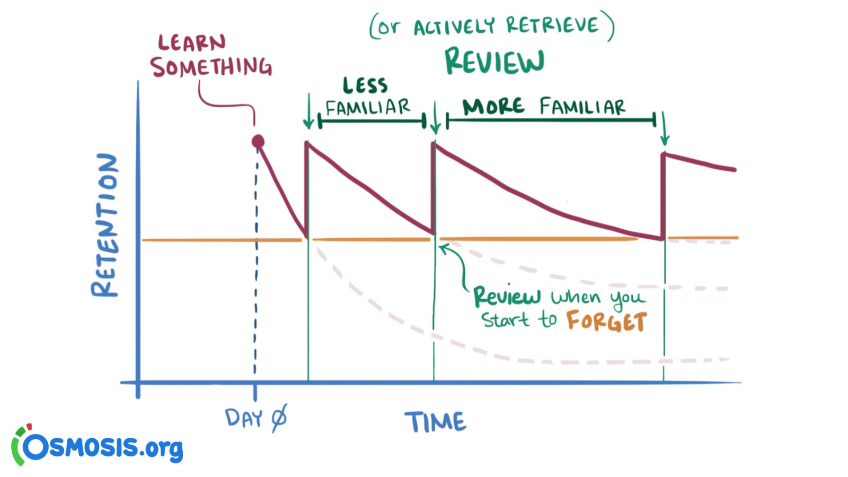 (or ACTIVELY RETRIEVE)
REVIEW
LEARN
SOMETHING
LESS
FAMILIAR
MORE FAMILIAR
RETENTION
Review when you
start to FORGET
DAY Ø
TIME
OSMOSIS.org